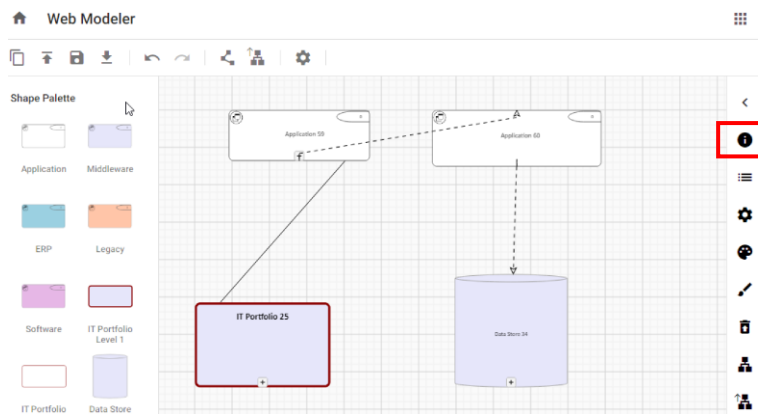 Web Modeler
Shape Palette
Application
Middleware
ERP
Legacy
Software
IT Portfolio
Level 1
IT Portfolio
Data Store
Application 59
Application 60
IT Portfolio 25
Data Store 34